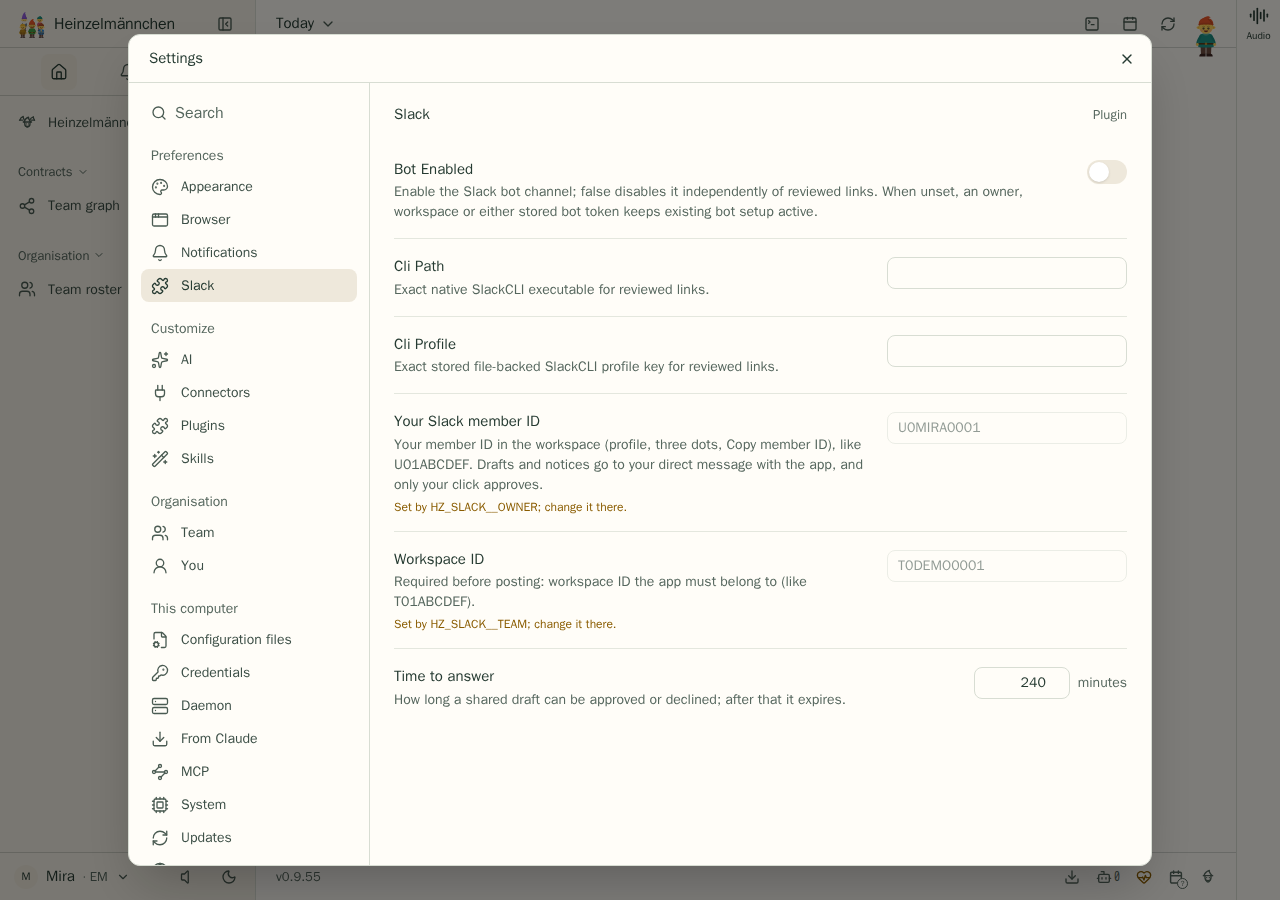 Heinzelmännchen
Today
Audio
Settings
Heinzelmänn
Contracts
Team graph
Organisation
Team roster
Search
Preferences
Appearance
Browser
Notifications
Slack
Customize
AI
Connectors
Plugins
Skills
Organisation
Team
You
This computer
Configuration files
Credentials
Daemon
From Claude
MCP
System
Updates
Slack
Plugin
Bot Enabled
Enable the Slack bot channel; false disables it independently of reviewed links. When unset, an owner,
workspace or either stored bot token keeps existing bot setup active.
Cli Path
Exact native SlackCLI executable for reviewed links.
Cli Profile
Exact stored file-backed SlackCLI profile key for reviewed links.
Your Slack member ID
U0MIRA0001
Your member ID in the workspace (profile, three dots, Copy member ID), like
U01ABCDEF. Drafts and notices go to your direct message with the app, and
only your click approves.
Set by HZ_SLACK__OWNER; change it there.
Workspace ID
T0DEMO0001
Required before posting: workspace ID the app must belong to (like
T01ABCDEF).
Set by HZ_SLACK__TEAM; change it there.
Time to answer
240 minutes
How long a shared draft can be approved or declined; after that it expires.
M Mira · EM
v0.9.55
0